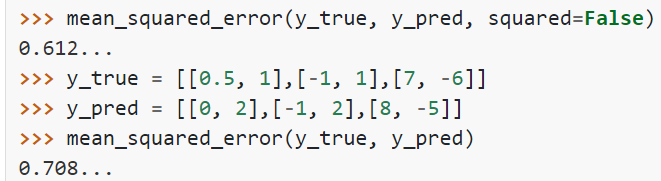 >>> mean_squared_error(y_true, y_pred, squared=False)
0.612...
>>> y_true = [[0.5, 1],[-1, 1],[7, -6]]
>>> y_pred = [[0, 2],[-1, 2],[8, -5]]
>>> mean_squared_error(y_true, y_pred)
0.708...